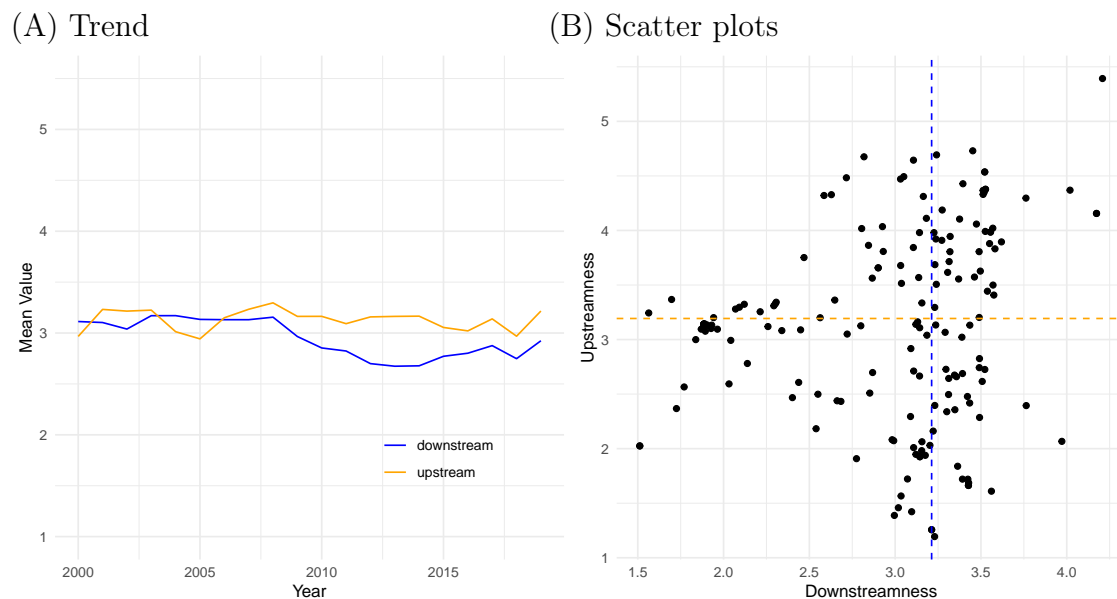 (A) Trend
(B) Scatter plots
5
4
3
2
1
Mean Value
downstream
upstream
2000
2005
2010
2015
Year
5
4
3
2
1
Upstreamness
1.5
2.0
2.5
3.0
3.5
4.0
Downstreamness